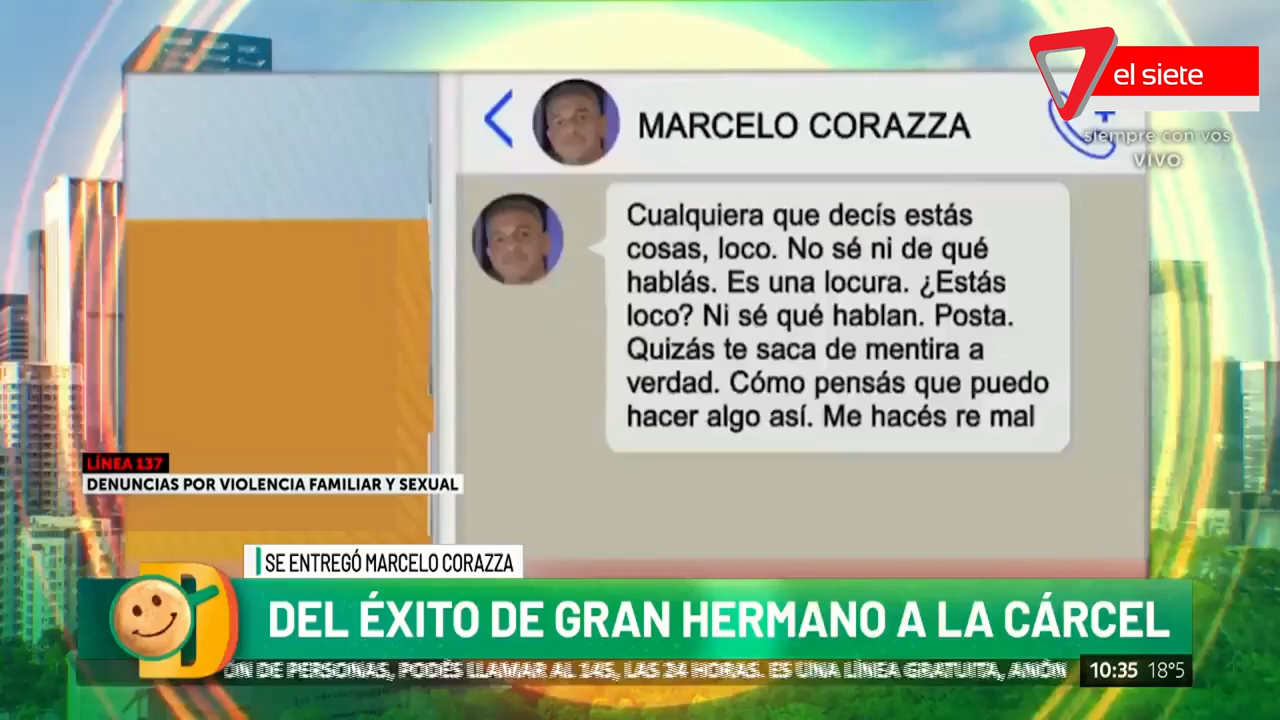 el siete
siempre con vos
VIVO
MARCELO CORAZZA
Cualquiera que decís estás
cosas, loco. No sé ni de qué
hablás. Es una locura. ¿Estás
loco? Ni sé qué hablan. Posta.
Quizás te saca de mentira a
verdad. Cómo pensás que puedo
hacer algo así. Me hacés re mal
LÍNEA 137
DENUNCIAS POR VIOLENCIA FAMILIAR Y SEXUAL
SE ENTREGÓ MARCELO CORAZZA
DEL ÉXITO DE GRAN HERMANO A LA CÁRCEL
ÓN DE PERSONAS, PODÉS LLAMAR AL 145, LAS 24 HORAS. ES UNA LÍNEA GRATUITA, ANÓN
10:35 18°5